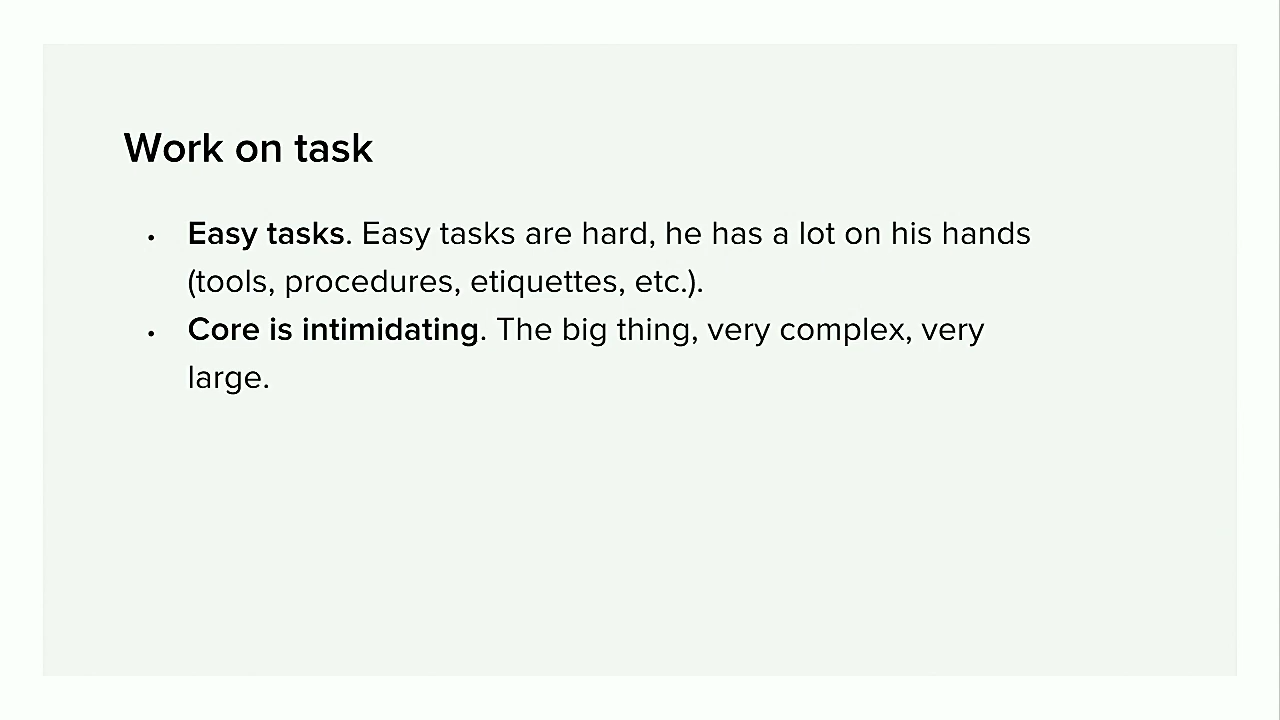 Work on task
• Easy tasks. Easy tasks are hard, he has a lot on his hands
(tools, procedures, etiquettes, etc.).
• Core is intimidating. The big thing, very complex, very
large.